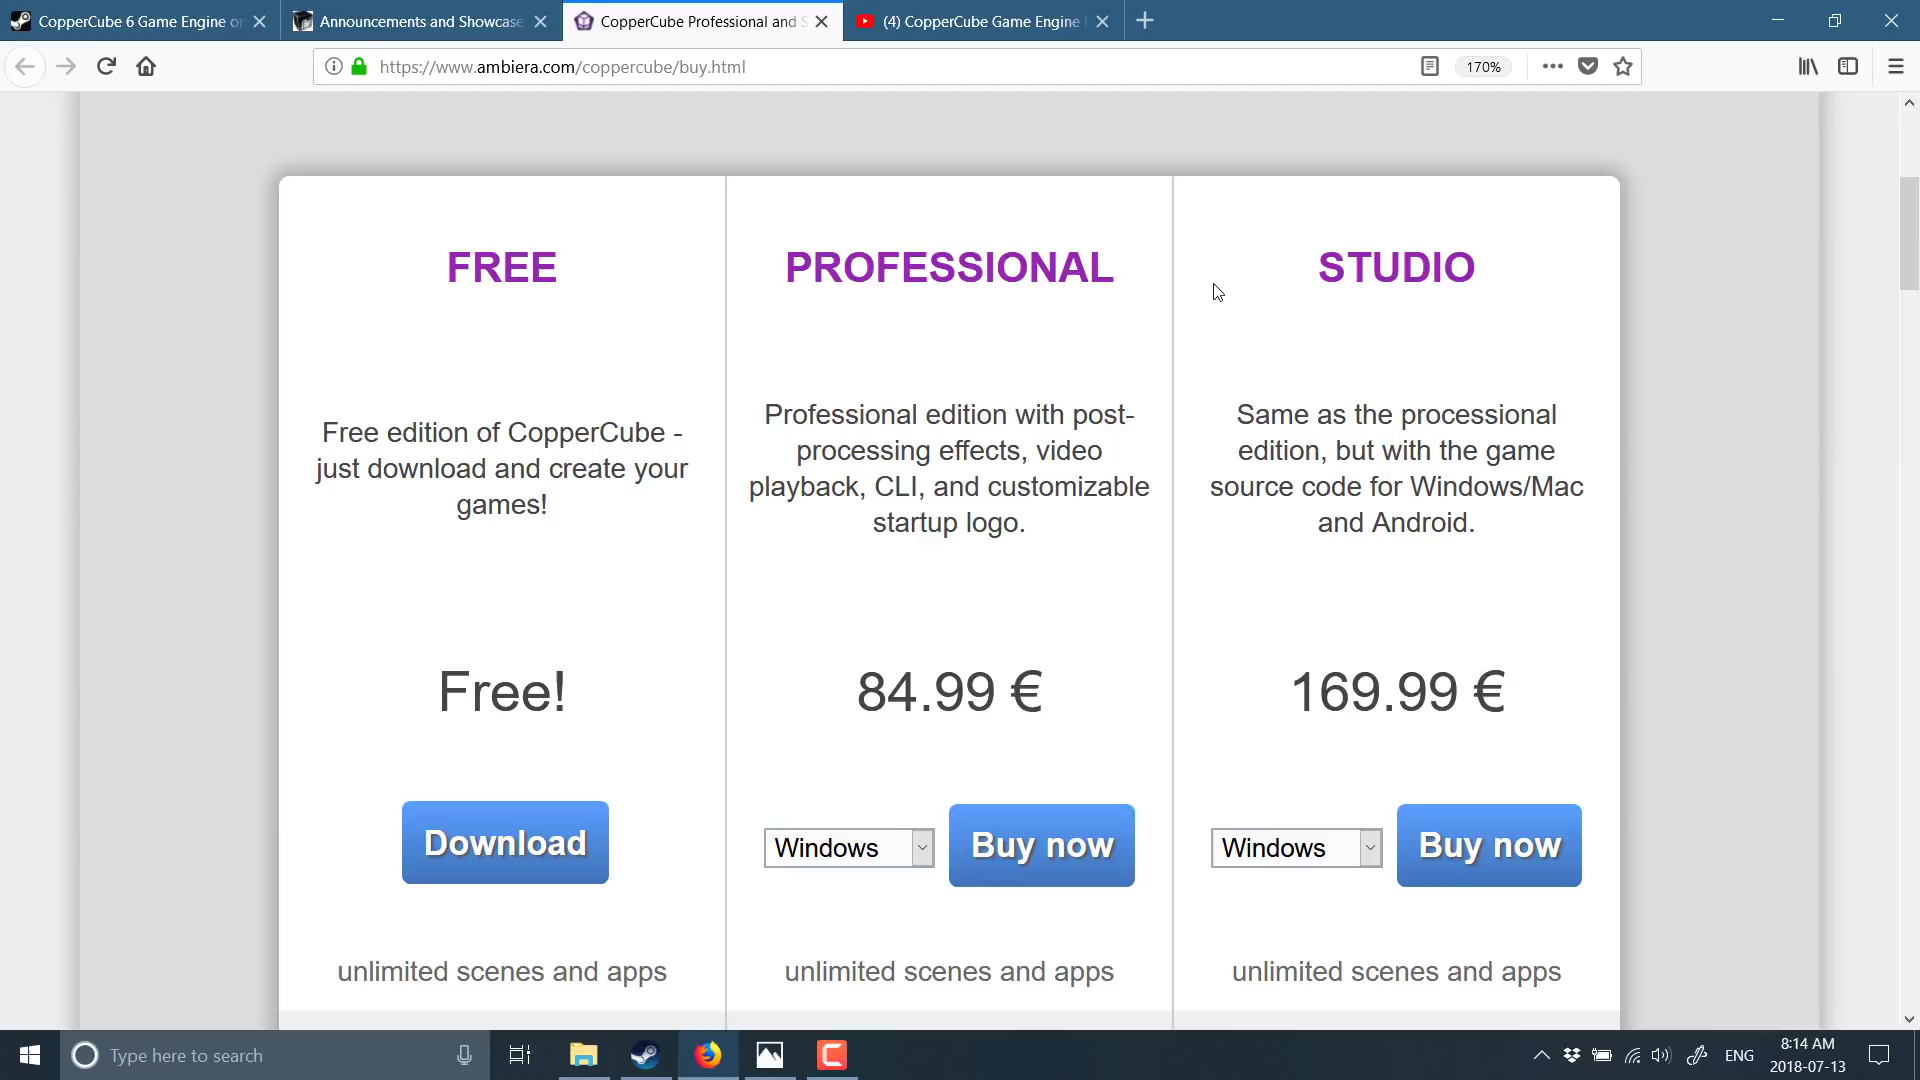 CopperCube 6 Game Engine or
Announcements and Showcase
CopperCube Professional and S
(4) CopperCube Game Engine
https://www.ambiera.com/coppercube/buy.html
170%
FREE
PROFESSIONAL
STUDIO
Free edition of CopperCube -
just download and create your
games!
Professional edition with post-
processing effects, video
playback, CLI, and customizable
startup logo.
Same as the processional
edition, but with the game
source code for Windows/Mac
and Android.
Free!
84.99 €
169.99 €
Download
Windows
Buy now
Windows
Buy now
unlimited scenes and apps
unlimited scenes and apps
unlimited scenes and apps
Type here to search
ENG
8:14 AM
2018-07-13